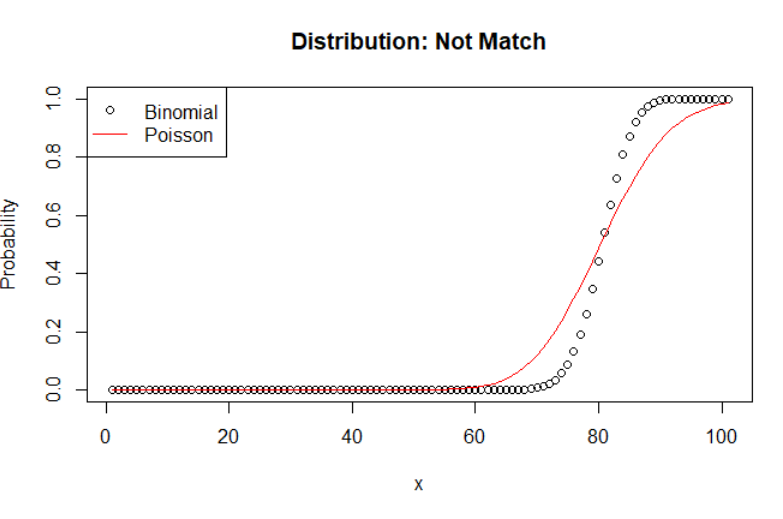 Distribution: Not Match
Binomial
Poisson
Probability
0.0 0.2 0.4 0.6 0.8 1.0
0 20 40 60 80 100
x